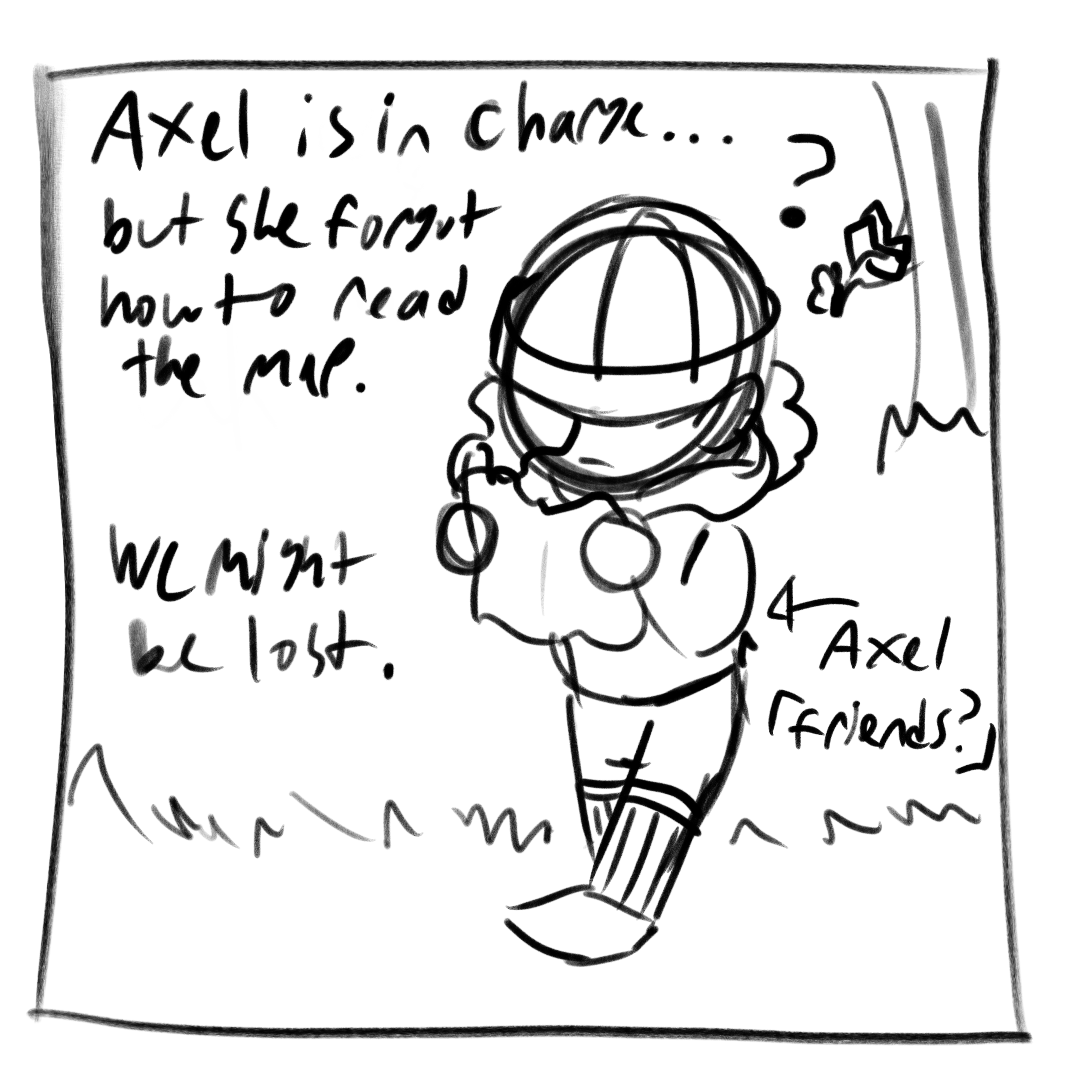 Axel is in charge...
but she forgot
how to read
the map.
?
We might
be lost.
Axel
「friends?」